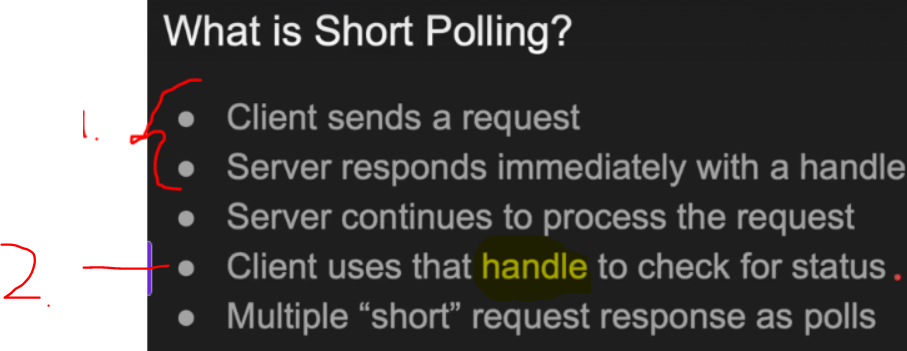 What is Short Polling?
1.
● Client sends a request
● Server responds immediately with a handle
● Server continues to process the request
2.
● Client uses that handle to check for status.
● Multiple “short” request response as polls